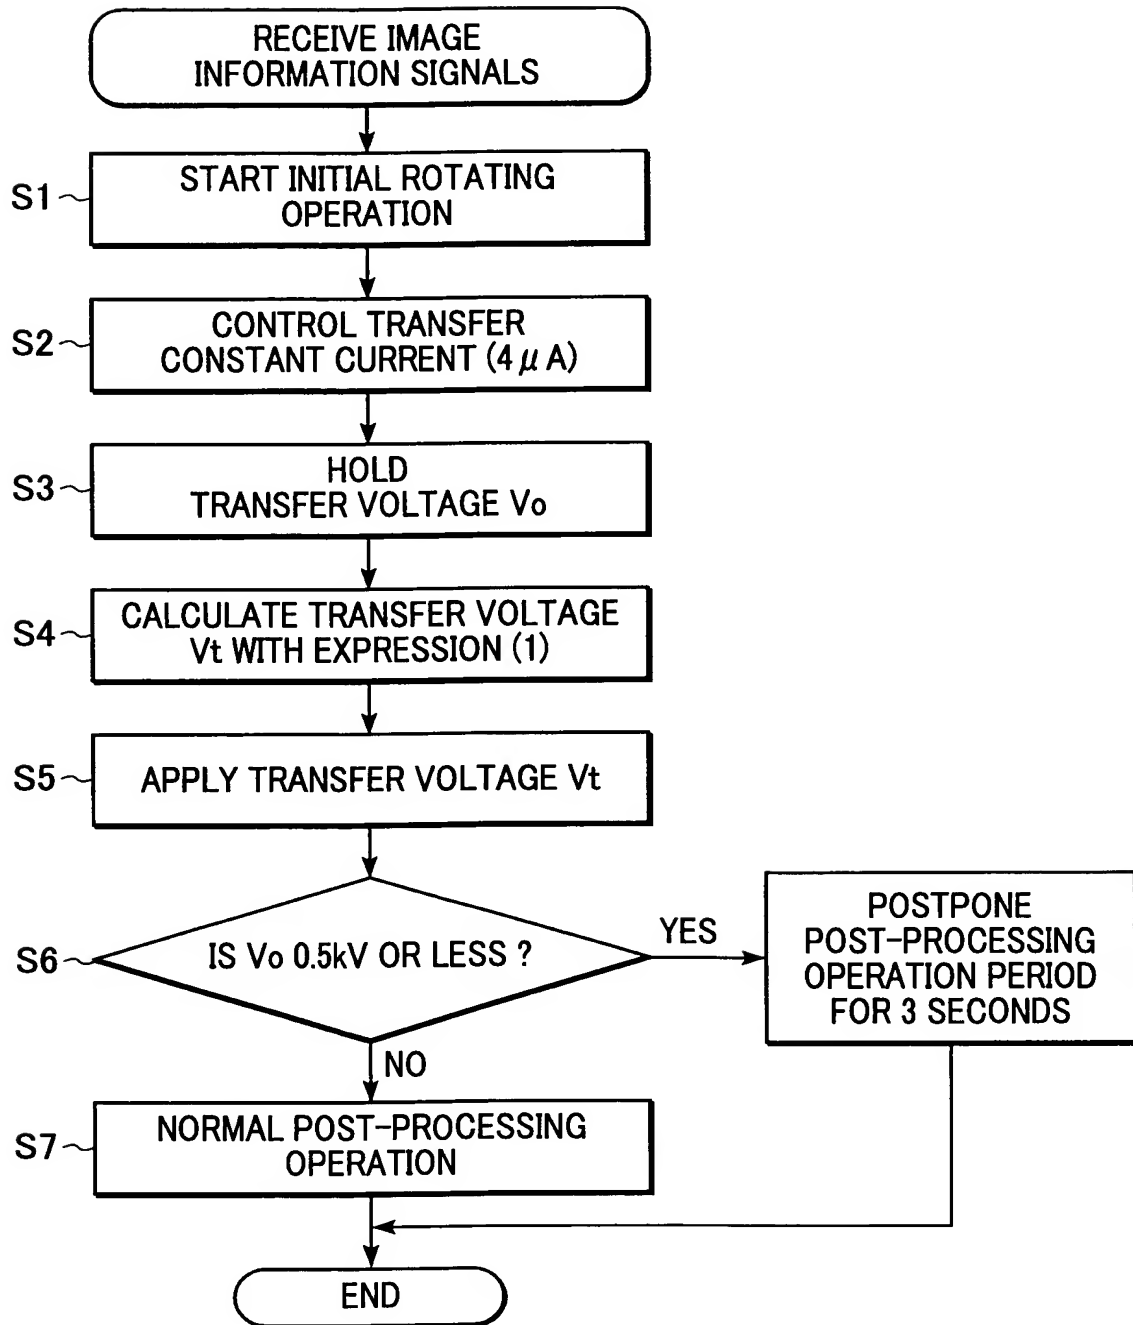 RECEIVE IMAGE
INFORMATION SIGNALS
S1
START INITIAL ROTATING
OPERATION
S2
CONTROL TRANSFER
CONSTANT CURRENT (4 μ A)
S3
HOLD
TRANSFER VOLTAGE Vo
S4
CALCULATE TRANSFER VOLTAGE
Vt WITH EXPRESSION (1)
S5
APPLY TRANSFER VOLTAGE Vt
S6
IS Vo 0.5kV OR LESS ?
YES
POSTPONE
POST-PROCESSING
OPERATION PERIOD
FOR 3 SECONDS
NO
S7
NORMAL POST-PROCESSING
OPERATION
END